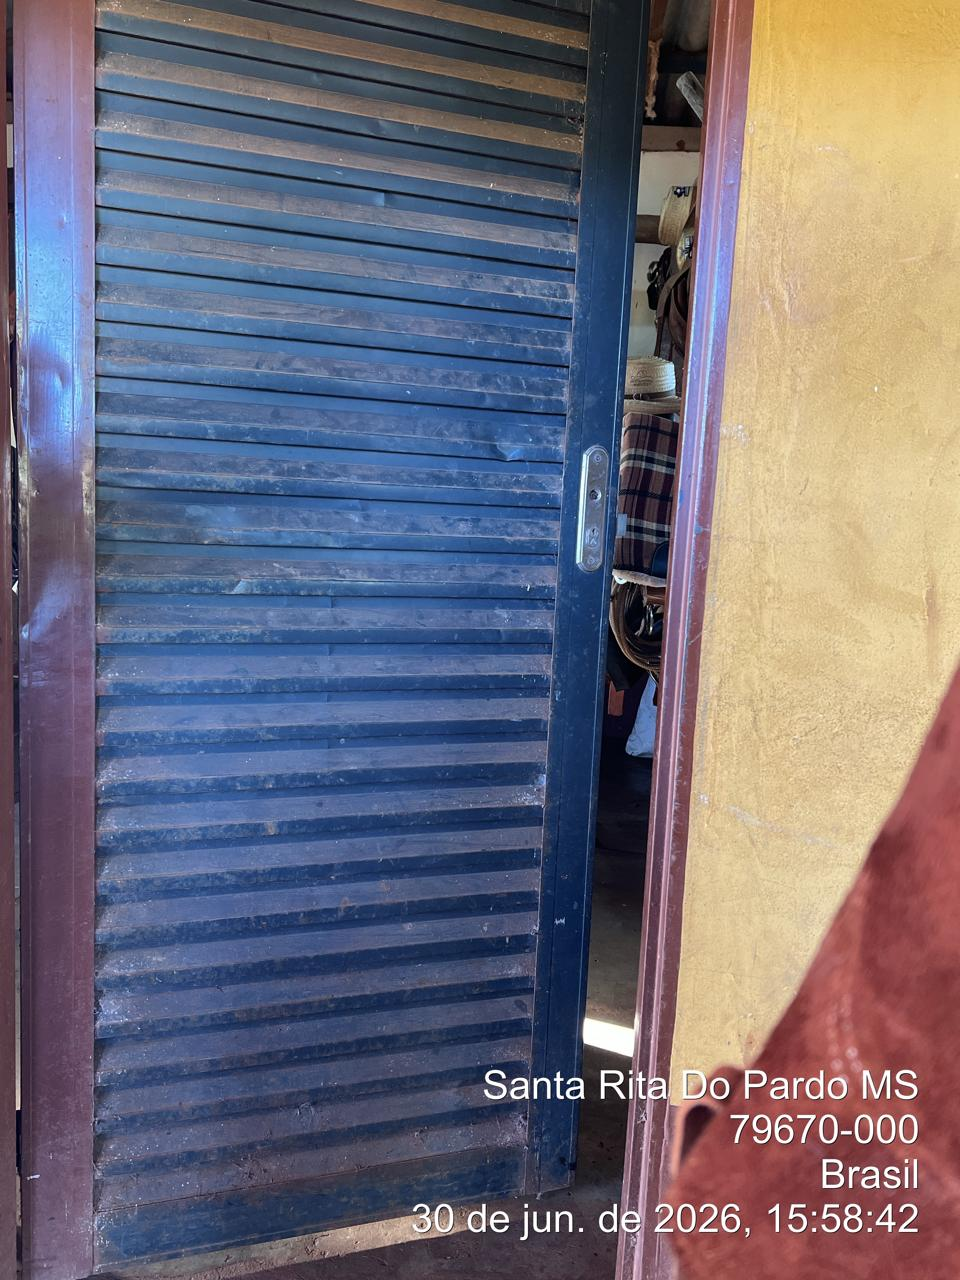 Santa Rita Do Pardo MS
79670-000
Brasil
30 de jun. de 2026, 15:58:42